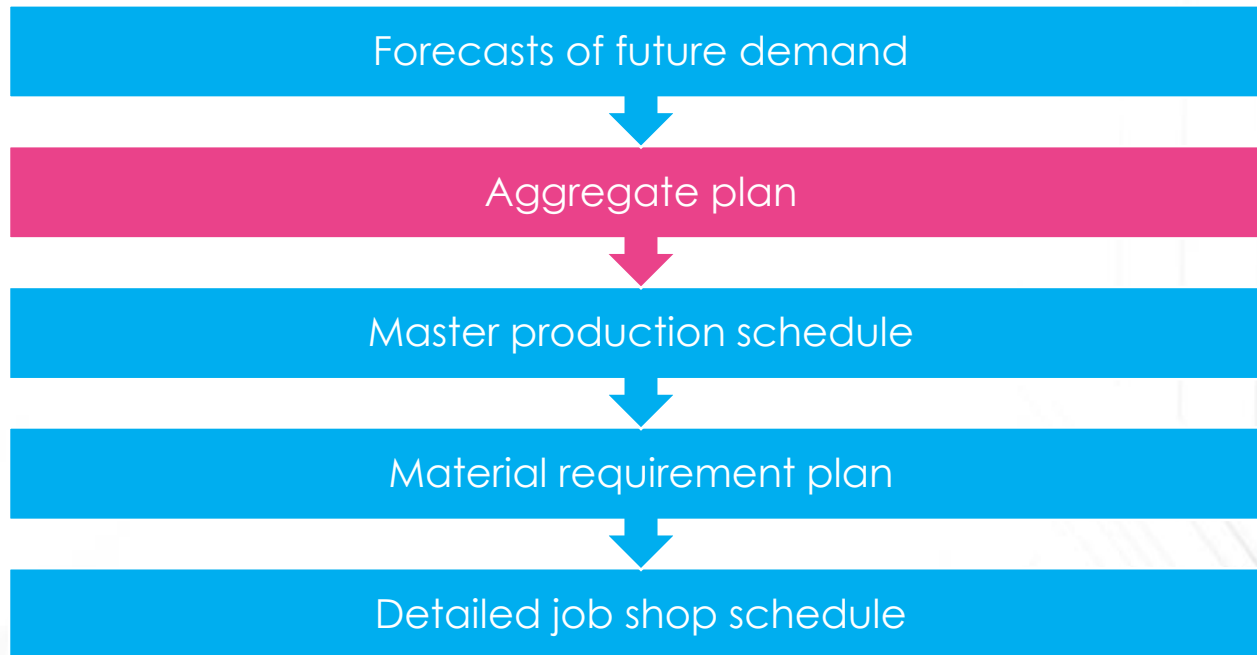 Forecasts of future demand
Aggregate plan
Master production schedule
Material requirement plan
Detailed job shop schedule